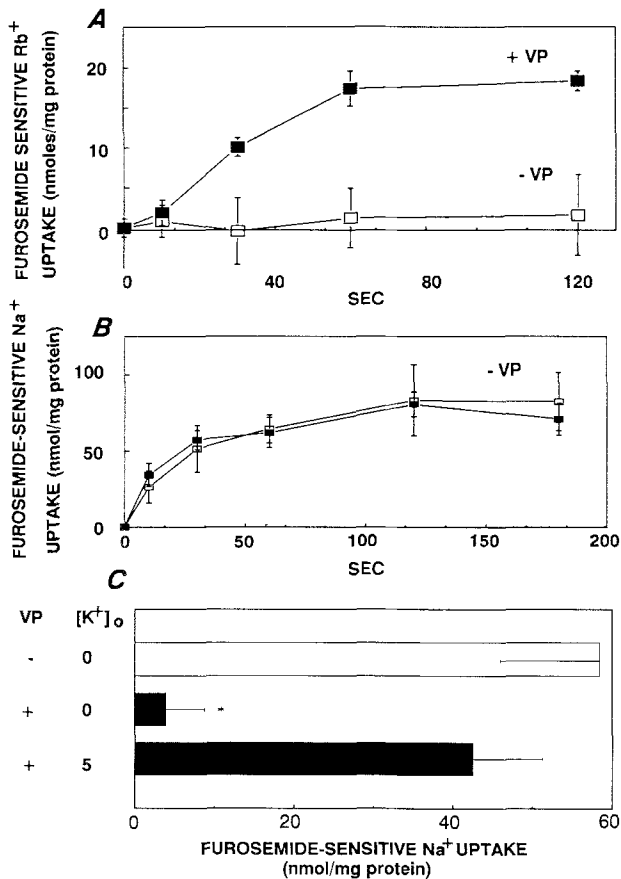 A
FUROSEMIDE SENSITIVE Rb+
UPTAKE (nmoles/mg protein)
20
10
0
+ VP
- VP
0 40 80 120
SEC
B
FUROSEMIDE-SENSITIVE Na+
UPTAKE (nmol/mg protein)
100
50
0
- VP
0 50 100 150 200
SEC
C
VP [K+]o
- 0
+ 0 *
+ 5
0 20 40 60
FUROSEMIDE-SENSITIVE Na+ UPTAKE
(nmol/mg protein)